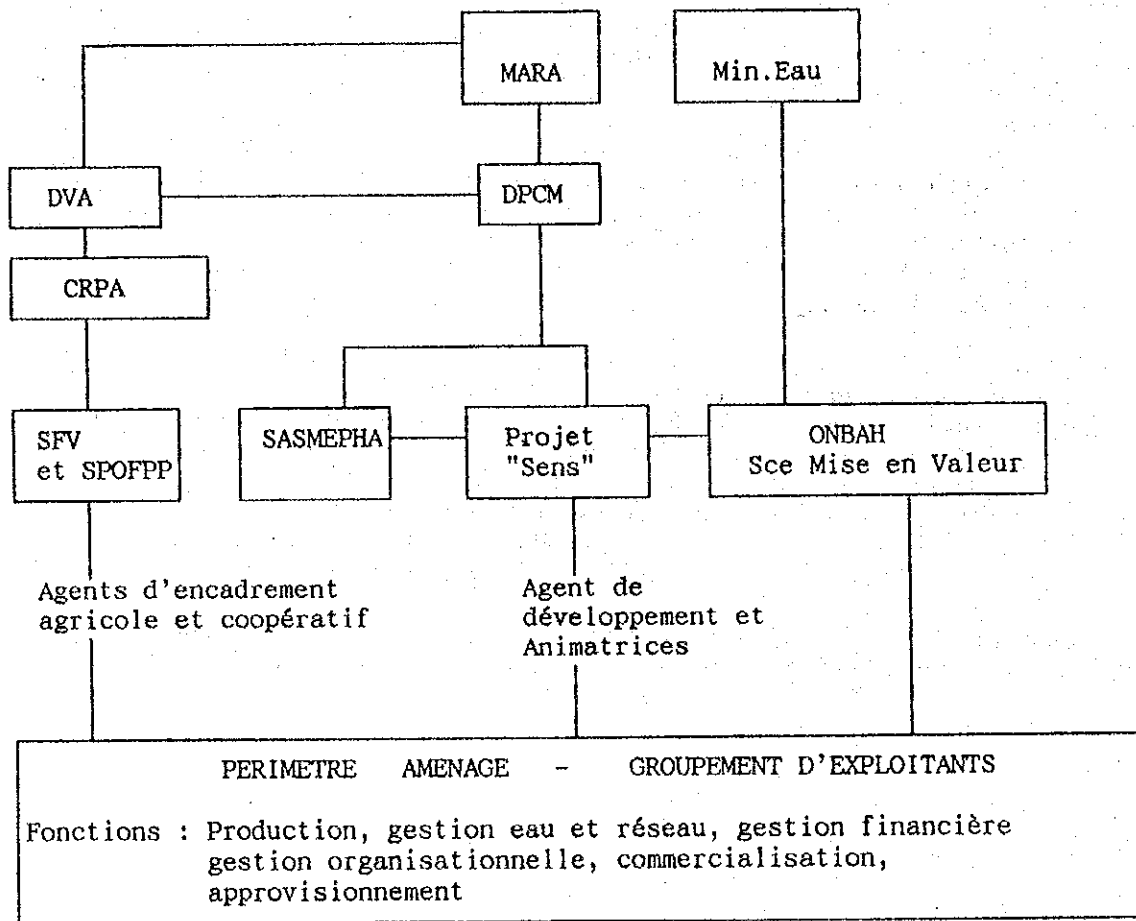 MARA
Min.Eau
DVA
DPCM
CRPA
SFV
et SPOFPP
SASMEPHA
Projet
"Sens"
ONBAH
Sce Mise en Valeur
Agents d'encadrement
agricole et coopératif
Agent de
développement et
Animatrices
PERIMETRE AMENAGE - GROUPEMENT D'EXPLOITANTS
Fonctions : Production, gestion eau et réseau, gestion financière
gestion organisationnelle, commercialisation,
approvisionnement